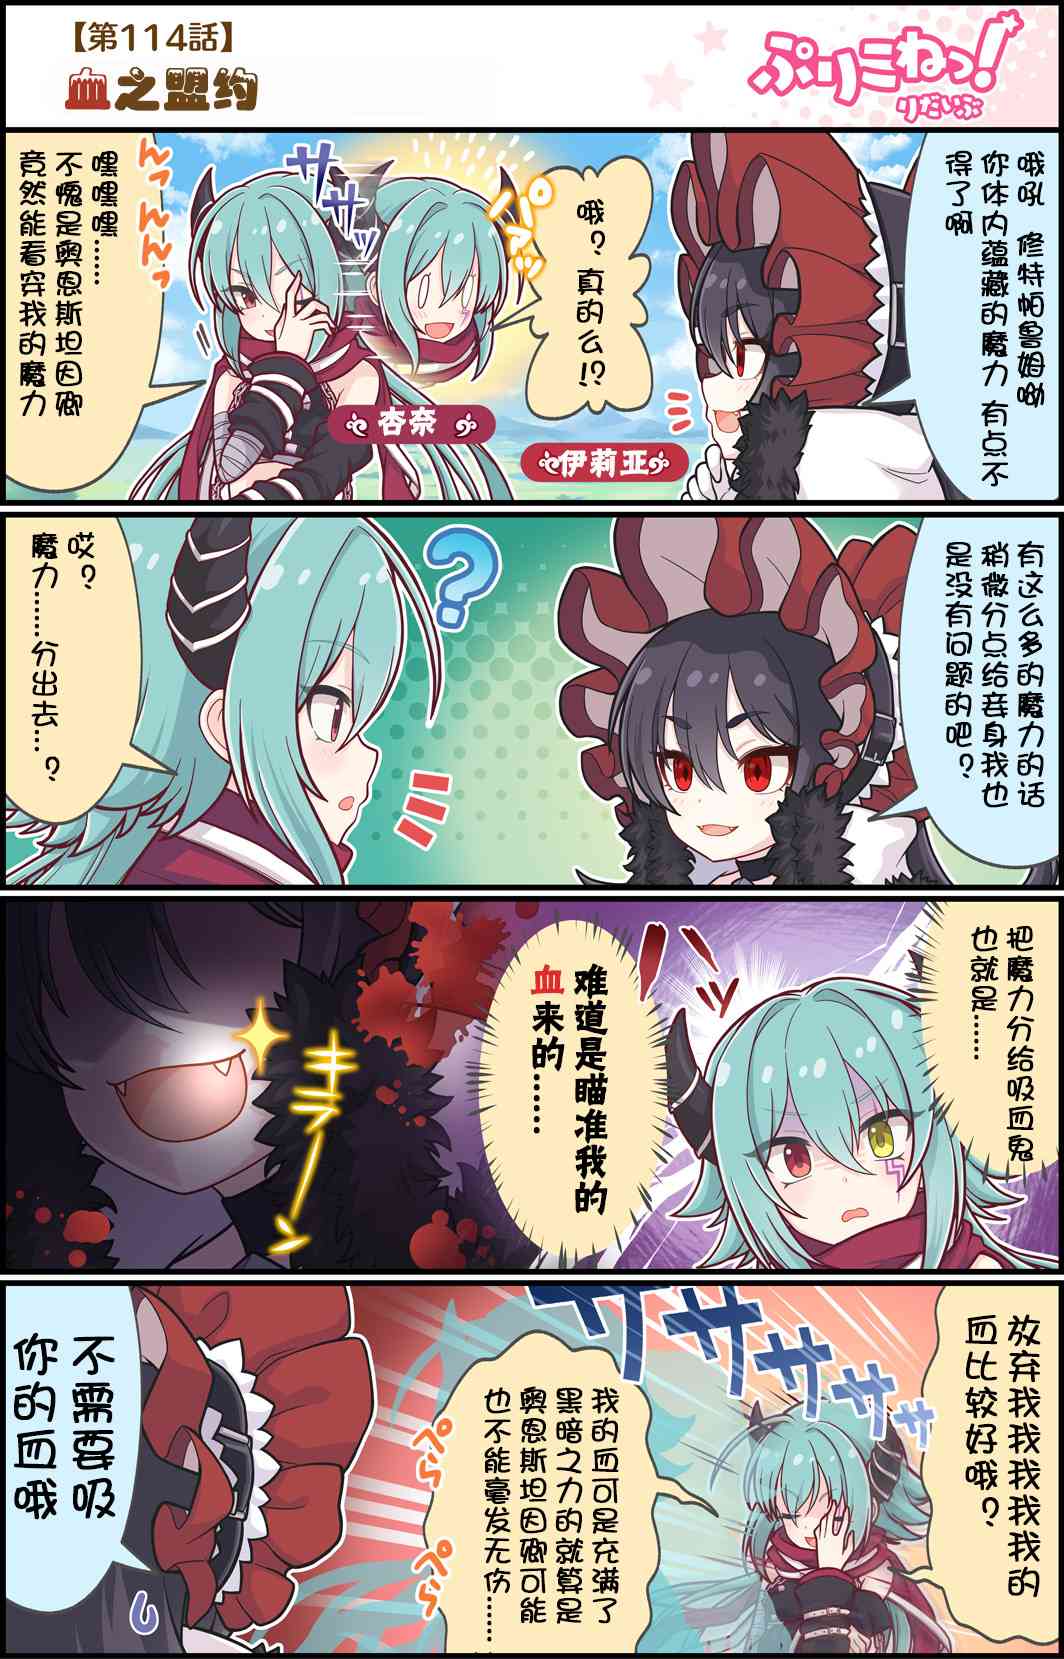 【第114話】
血之盟约
ぷりこねっ!
りだいぶ
哦吼 修特帕鲁姆呦
你体内蕴藏的魔力 有点不
得了啊
哦？真的么!?
パァッ
ササッ
嘿嘿嘿……
不愧是奥恩斯坦因卿
竟然能看穿我的魔力
んっ
んんっ
杏奈
伊莉亚
有这么多的魔力的话
稍微分点给妾身我也
是没有问题的吧？
哎？
魔力……分出去…？
把魔力分给吸血鬼
也就是……
ッ
难道是瞄准我的
血来的……
キラーン
放弃我我我我我的
血比较好哦？
ササササササ
我的血可是充满了
黑暗之力的就算是
奥恩斯坦因卿可能
也不能毫发无伤……
ちらっ
ちらっ
不需要吸
你的血哦